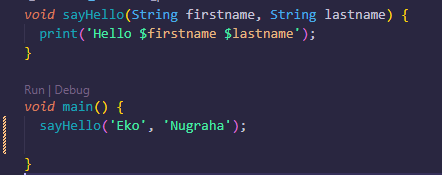 void sayHello(String firstname, String lastname) {
  print('Hello $firstname $lastname');
}
Run | Debug
void main() {
  sayHello('Eko', 'Nugraha');
}